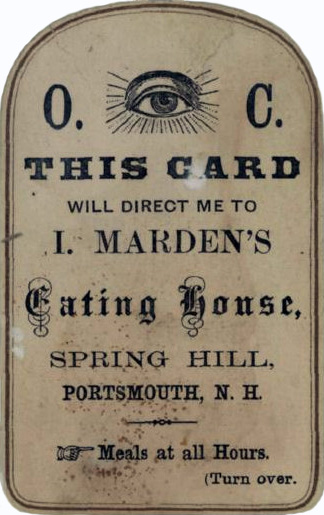 O. C.
THIS CARD
WILL DIRECT ME TO
I. MARDEN'S
Eating House,
SPRING HILL,
PORTSMOUTH, N. H.
☞ Meals at all Hours.
(Turn over.